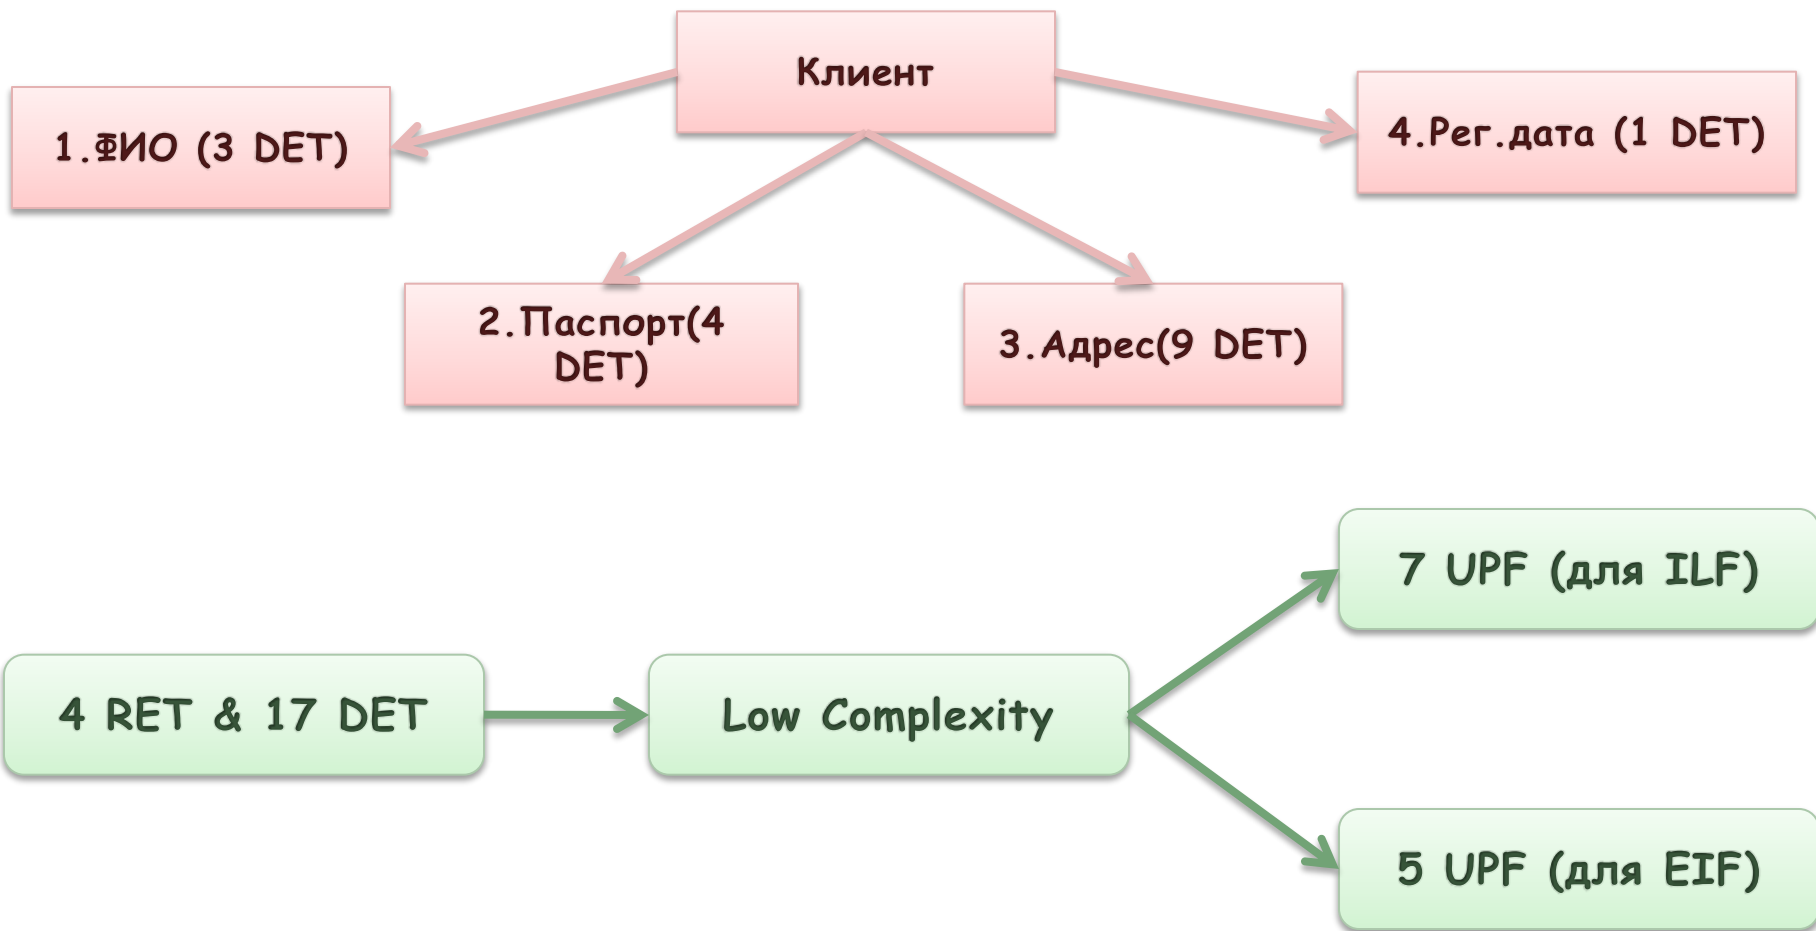 Клиент
1.ФИО (3 DET)
4.Рег.дата (1 DET)
2.Паспорт(4
DET)
3.Адрес(9 DET)
7 UPF (для ILF)
4 RET & 17 DET
Low Complexity
5 UPF (для EIF)